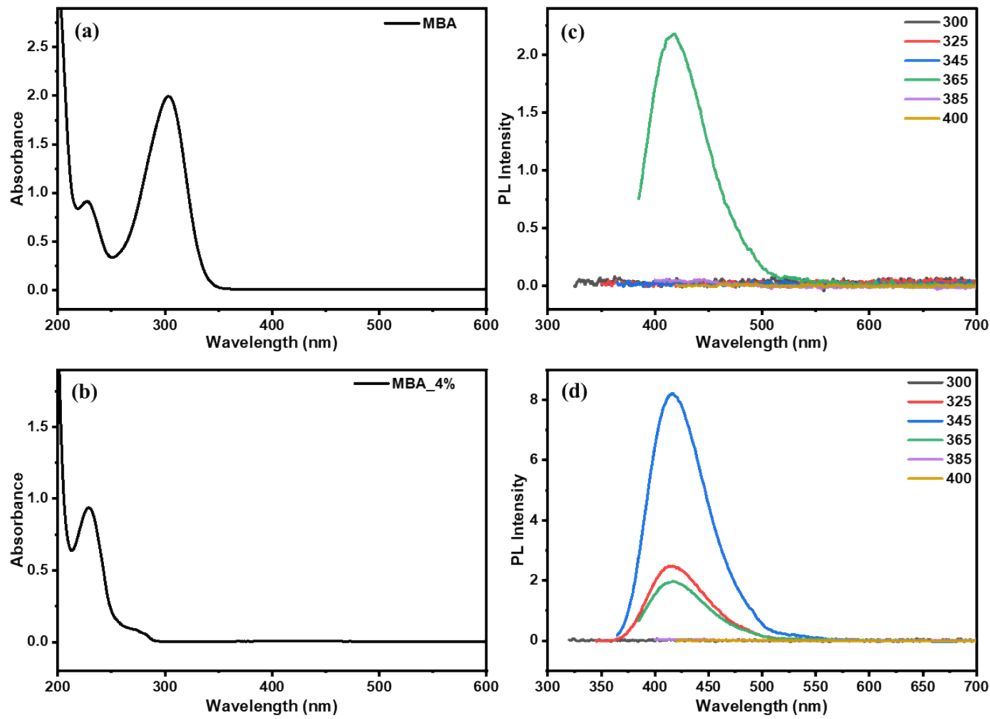 (a)
MBA
2.5
2.0
1.5
1.0
0.5
0.0
Absorbance
200 300 400 500 600
Wavelength (nm)
(c)
300
325
345
365
385
400
2.0
1.5
1.0
0.5
0.0
PL Intensity
300 400 500 600 700
Wavelength (nm)
(b)
MBA_4%
1.5
1.0
0.5
0.0
Absorbance
200 300 400 500 600
Wavelength (nm)
(d)
300
325
345
365
385
400
8
6
4
2
0
PL Intensity
300 350 400 450 500 550 600 650 700
Wavelength (nm)